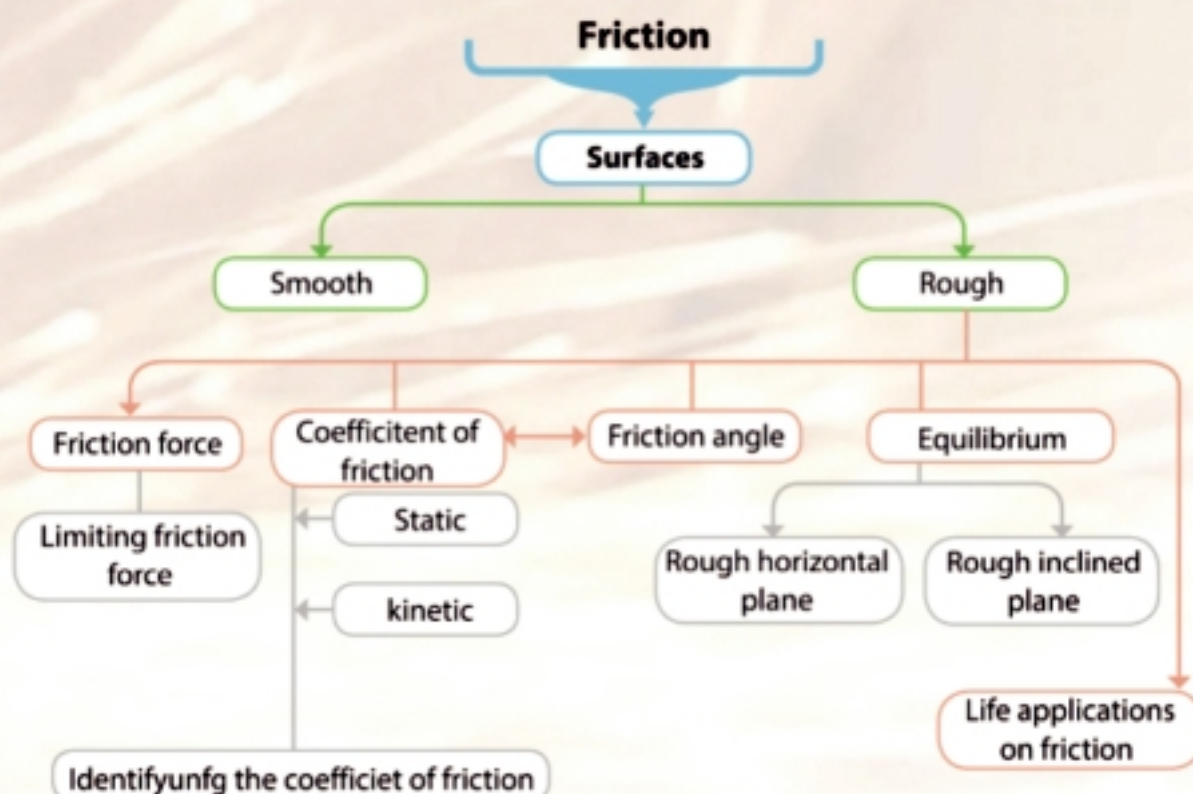 Friction
Surfaces
Smooth
Rough
Friction force
Coefficitent of
friction
Friction angle
Equilibrium
Limiting friction
force
Static
kinetic
Rough horizontal
plane
Rough inclined
plane
Life applications
on friction
Identifyunfg the coefficiet of friction